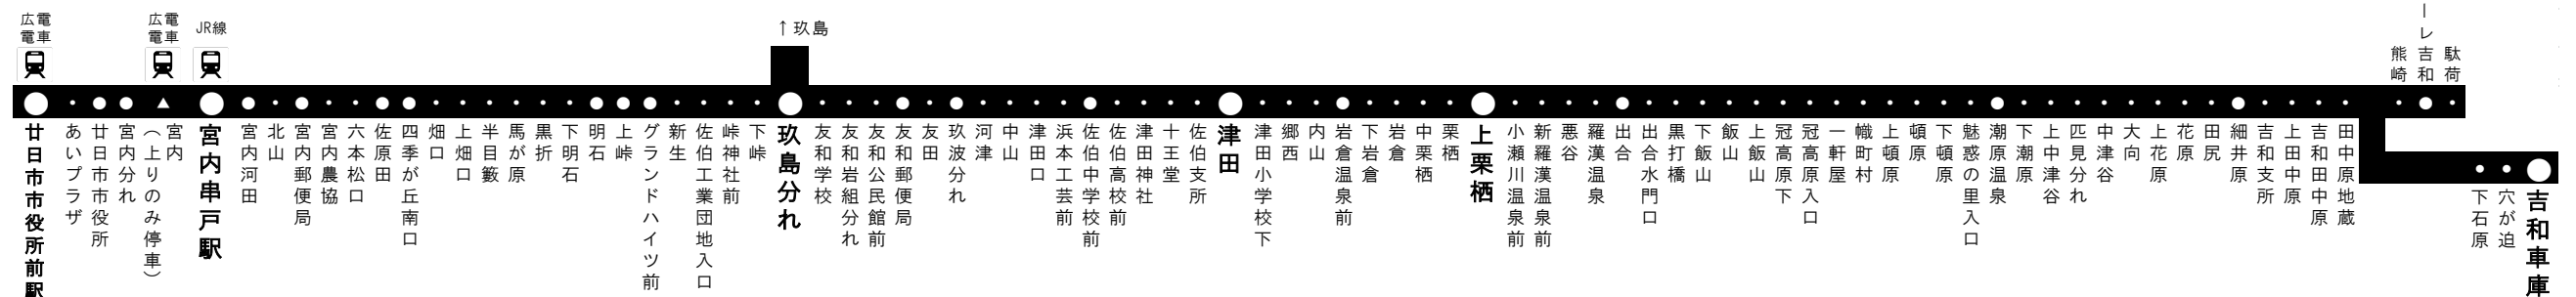 広電
電車
広電
電車
JR線
↑玖島
ーレ吉和
熊崎
駄荷
廿日市市役所前駅
あいプラザ
廿日市市役所
宮内分れ
宮内
（上りのみ停車）
宮内串戸駅
宮内河田
北山
宮内郵便局
宮内農協
六本松口
佐原田
四季が丘南口
畑口
上畑口
半目籔
馬が原
黒折
下明石
明石
上峠
グランドハイツ前
新生
佐伯工業団地入口
峠神社前
下峠
玖島分れ
友和学校
友和岩組分れ
友和公民館前
友和郵便局
友田
玖波分れ
河津
中山
津田口
浜本工芸前
佐伯中学校前
佐伯高校前
津田神社
十王堂
佐伯支所
津田
津田小学校下
郷西
内山
岩倉温泉前
下岩倉
岩倉
中栗栖
栗栖
上栗栖
小瀬川温泉前
新羅漢温泉前
悪谷
羅漢温泉
出合
出合水門口
黒打橋
下飯山
飯山
上飯山
冠高原下
冠高原入口
一軒屋
幟町村
上頓原
頓原
下頓原
魅惑の里入口
潮原温泉
下潮原
上中津谷
匹見分れ
中津谷
大向
上花原
花原
田尻
細井原
吉和支所
上田中原
吉和田中原
田中原地蔵
下石原
穴が迫
吉和車庫